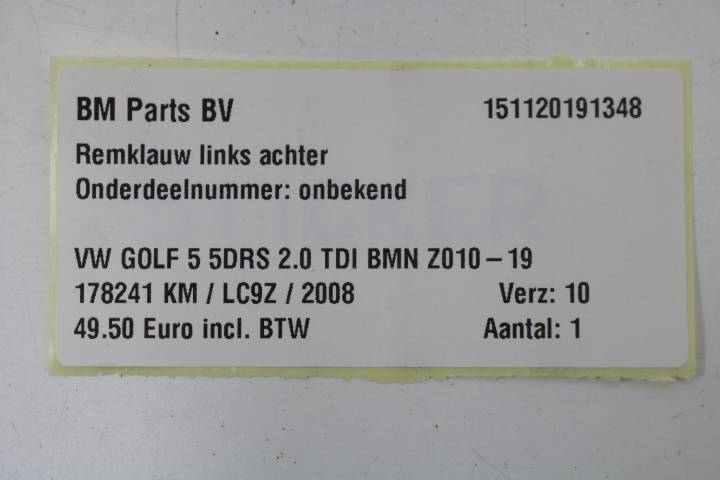 BM Parts BV 151120191348
Remklauw links achter
Onderdeelnummer: onbekend
VW GOLF 5 5DRS 2.0 TDI BMN Z010-19
178241 KM / LC9Z / 2008 Verz: 10
49.50 Euro incl. BTW Aantal: 1